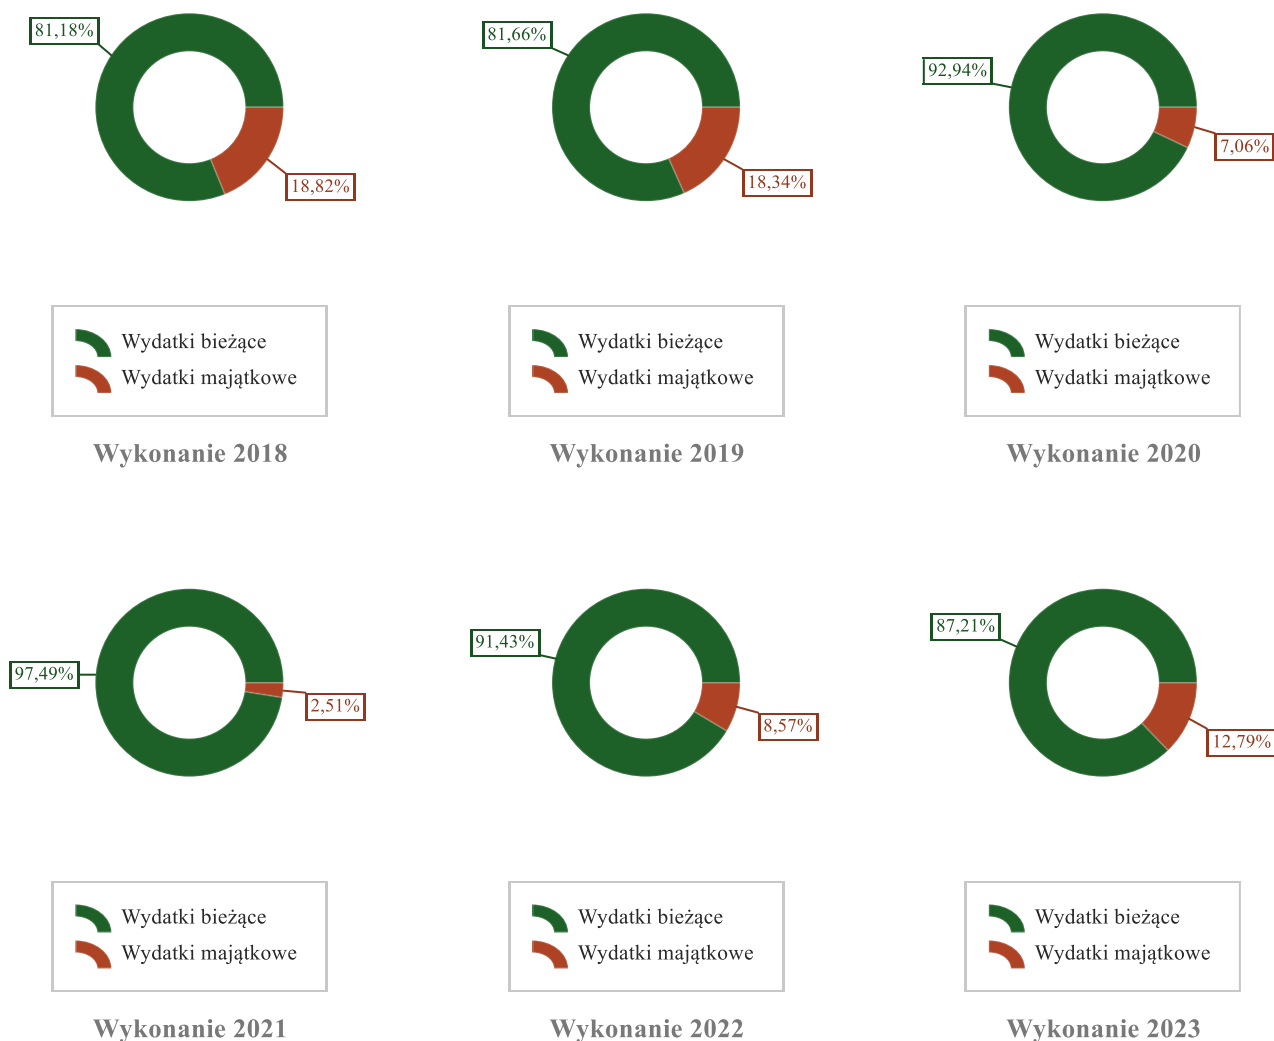 81,18%
18,82%
Wydatki bieżące
Wydatki majątkowe
Wykonanie 2018
81,66%
18,34%
Wydatki bieżące
Wydatki majątkowe
Wykonanie 2019
92,94%
7,06%
Wydatki bieżące
Wydatki majątkowe
Wykonanie 2020
97,49%
2,51%
Wydatki bieżące
Wydatki majątkowe
Wykonanie 2021
91,43%
8,57%
Wydatki bieżące
Wydatki majątkowe
Wykonanie 2022
87,21%
12,79%
Wydatki bieżące
Wydatki majątkowe
Wykonanie 2023